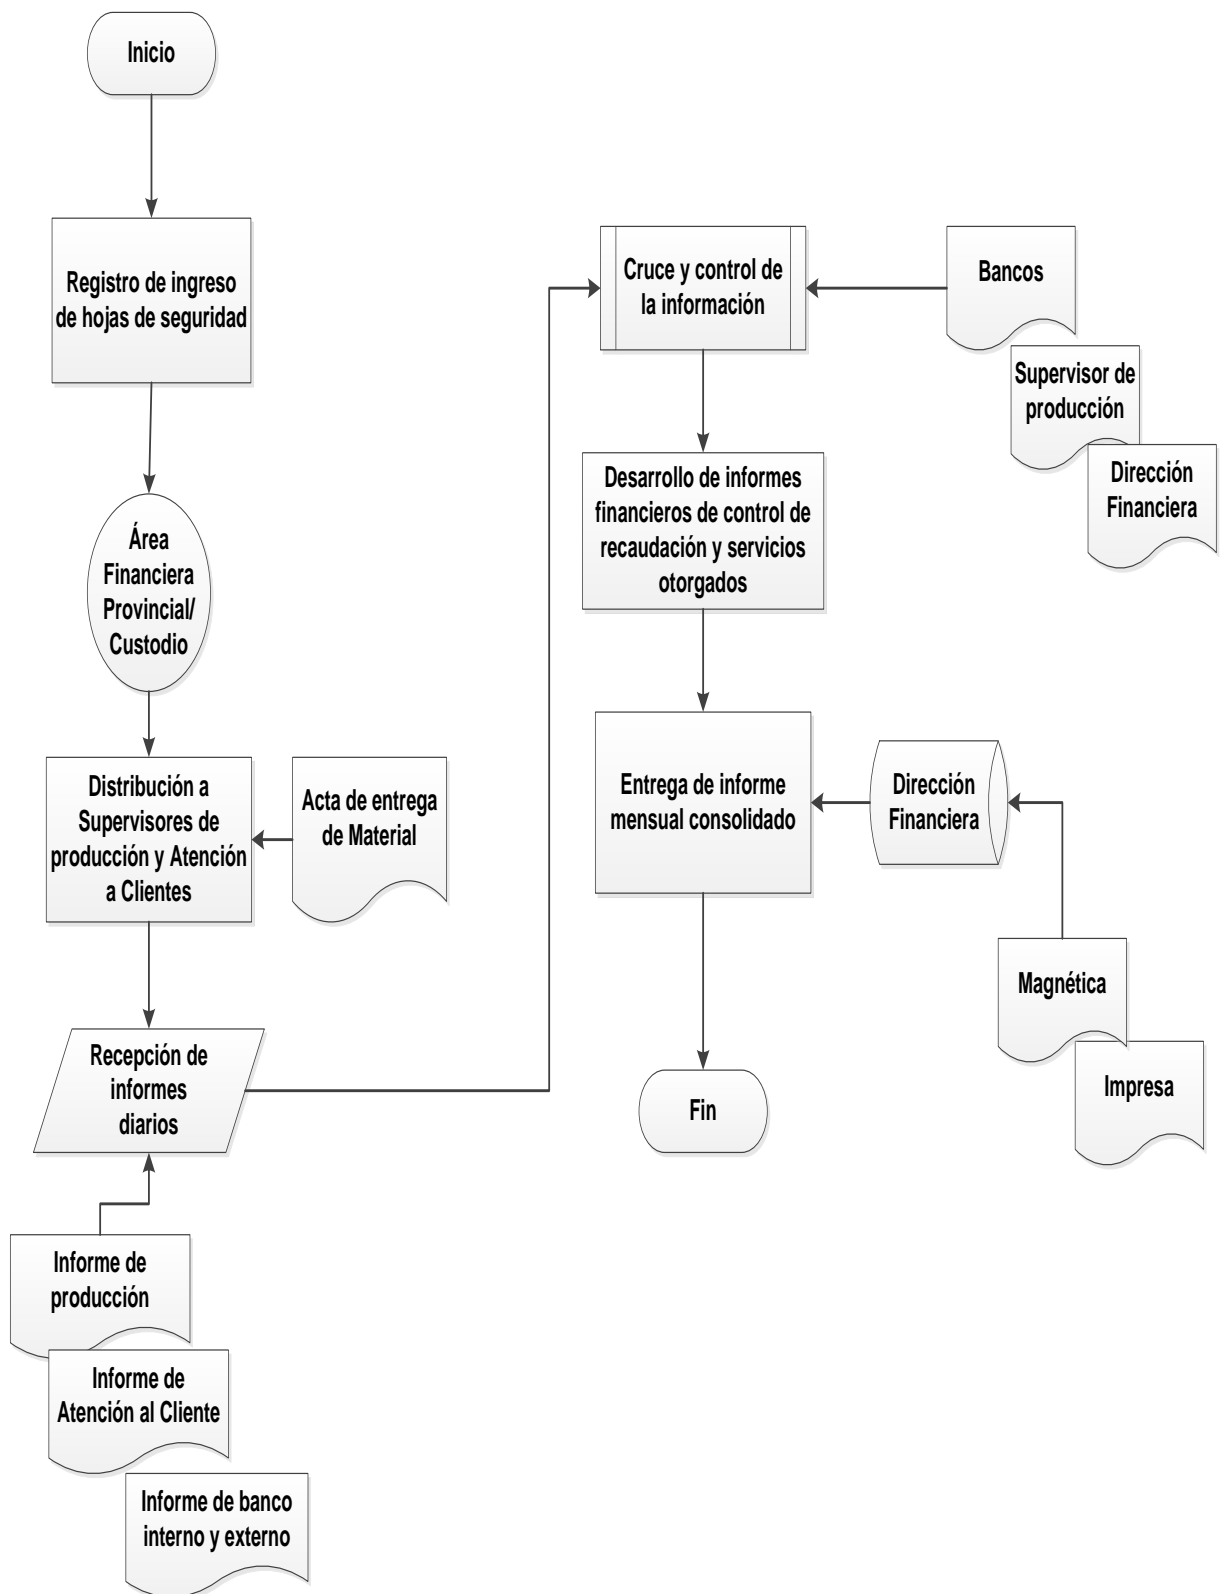 Inicio
Registro de ingreso
de hojas de seguridad
Área
Financiera
Provincial/
Custodio
Distribución a
Supervisores de
producción y Atención
a Clientes
Acta de entrega
de Material
Recepción de
informes
diarios
Informe de
producción
Informe de
Atención al Cliente
Informe de banco
interno y externo
Cruce y control de
la información
Bancos
Supervisor de
producción
Dirección
Financiera
Desarrollo de informes
financieros de control de
recaudación y servicios
otorgados
Entrega de informe
mensual consolidado
Dirección
Financiera
Magnética
Impresa
Fin